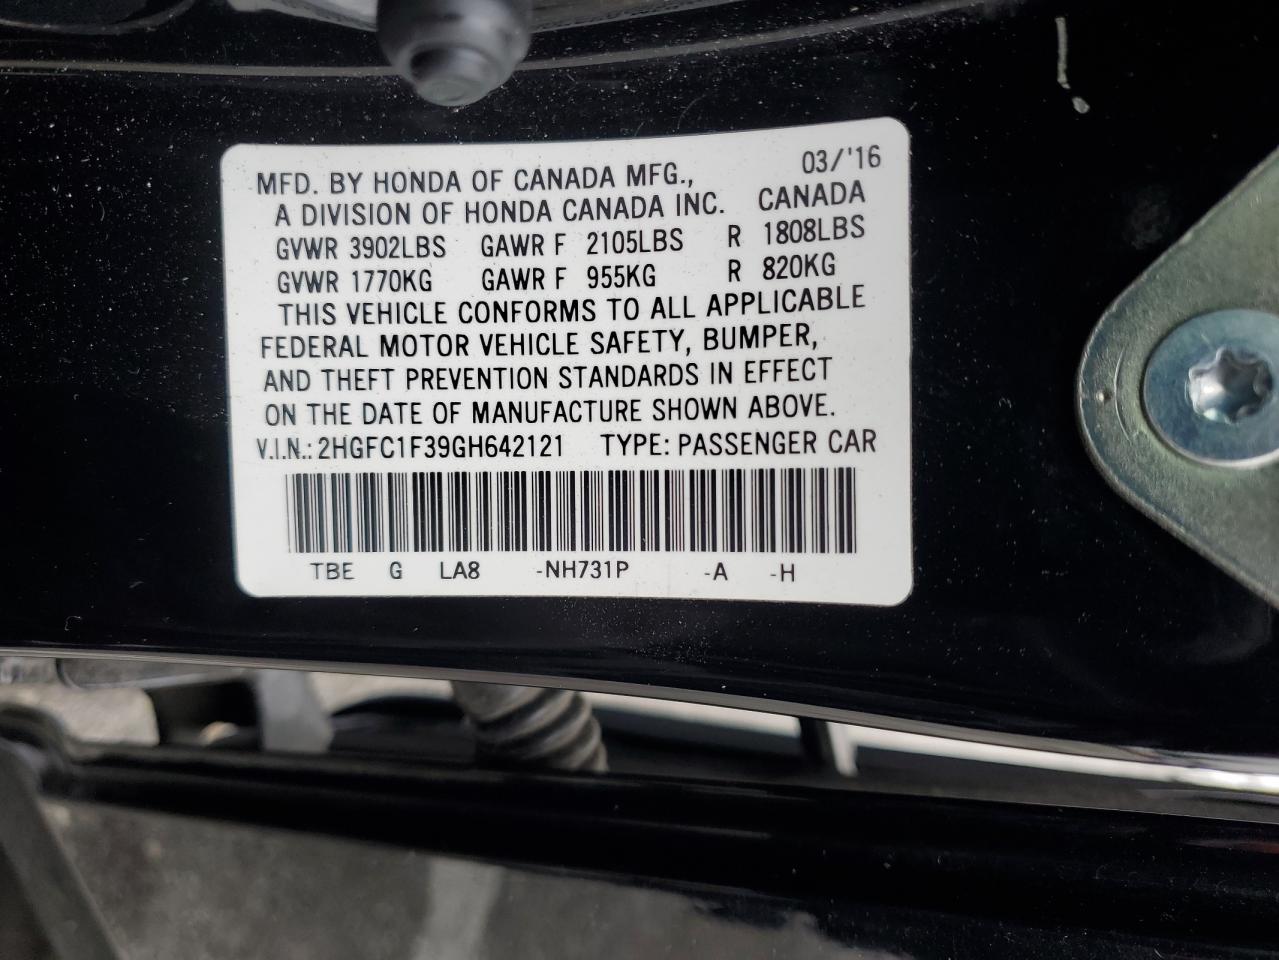 MFD. BY HONDA OF CANADA MFG., 03/'16
A DIVISION OF HONDA CANADA INC. CANADA
GVWR 3902LBS GAWR F 2105LBS R 1808LBS
GVWR 1770KG GAWR F 955KG R 820KG
THIS VEHICLE CONFORMS TO ALL APPLICABLE
FEDERAL MOTOR VEHICLE SAFETY, BUMPER,
AND THEFT PREVENTION STANDARDS IN EFFECT
ON THE DATE OF MANUFACTURE SHOWN ABOVE.
V.I.N.: 2HGFC1F39GH642121 TYPE: PASSENGER CAR
TBE G LA8 -NH731P -A -H